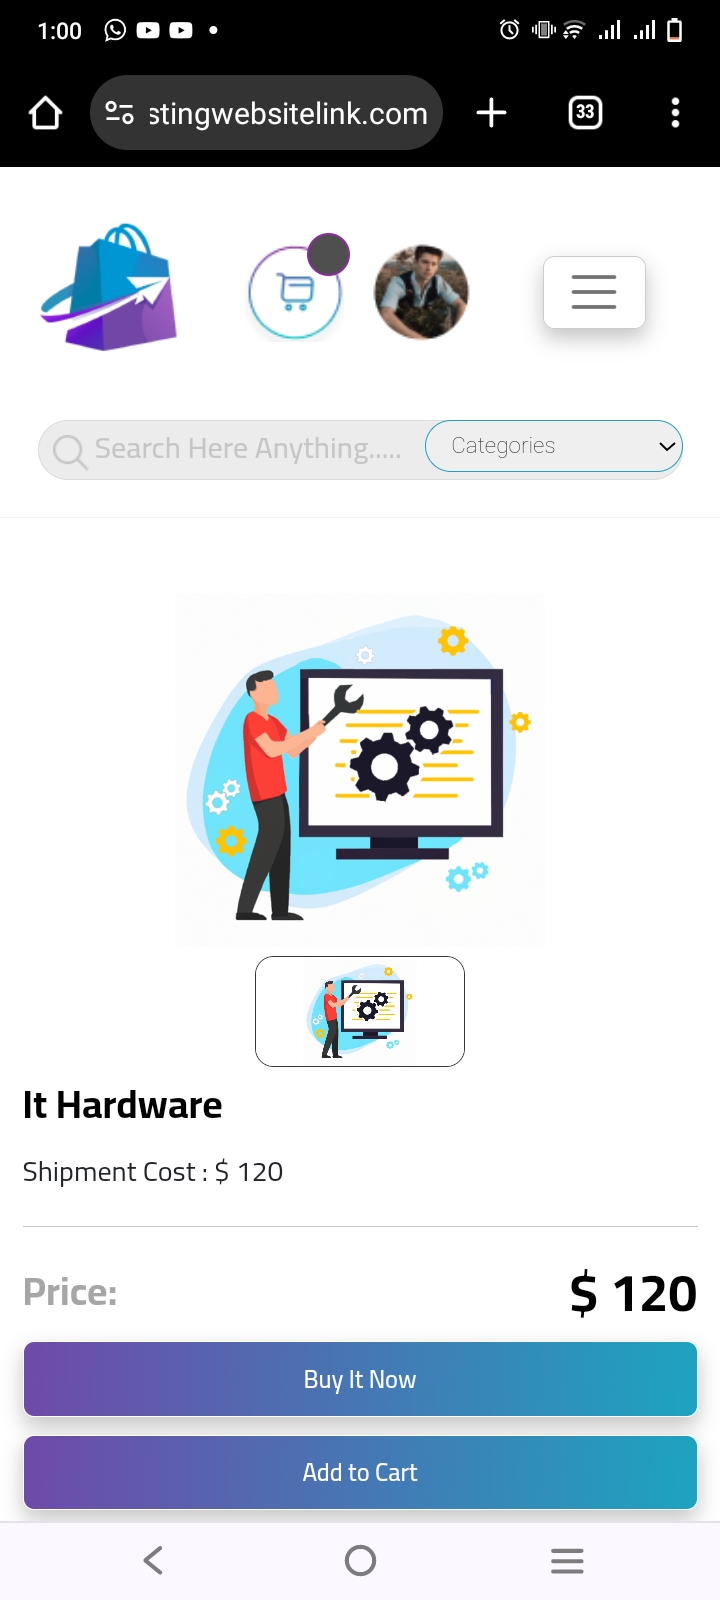 1:00
stingwebsitelink.com
33
Search Here Anything.....
Categories
It Hardware
Shipment Cost : $ 120
Price:
$ 120
Buy It Now
Add to Cart